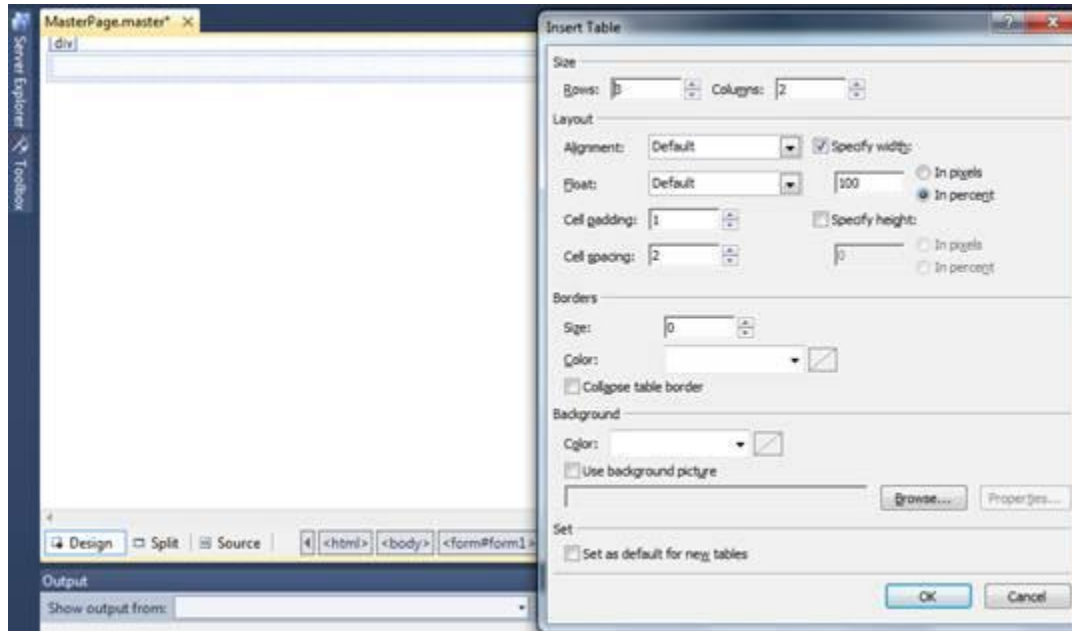 MasterPage.master* ×
div
Server Explorer
Toolbox
Insert Table
Size
Rows: 3 Columns: 2
Layout
Alignment: Default Specify width:
100 In pixels
In percent
Float: Default
Cell padding: 1 Specify height:
Cell spacing: 2 0 In pixels
In percent
Borders
Size: 0
Color:
Collapse table border
Background
Color:
Use background picture
Browse... Properties...
Set
Set as default for new tables
OK Cancel
Design Split Source <html> <body> <form#form1>
Output
Show output from: